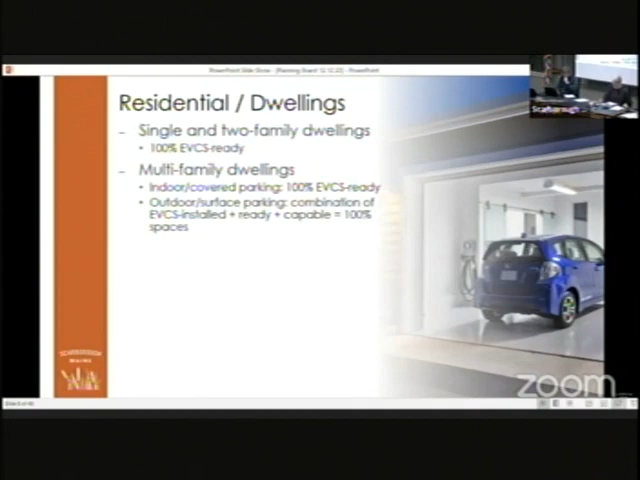 PowerPoint Slide Show - [Planning Board 12.12.22] - PowerPoint
Residential / Dwellings
– Single and two-family dwellings
• 100% EVCS-ready
– Multi-family dwellings
• Indoor/covered parking: 100% EVCS-ready
• Outdoor/surface parking: combination of
EVCS-installed + ready + capable = 100%
spaces
SCARBOROUGH
MAINE
zoom